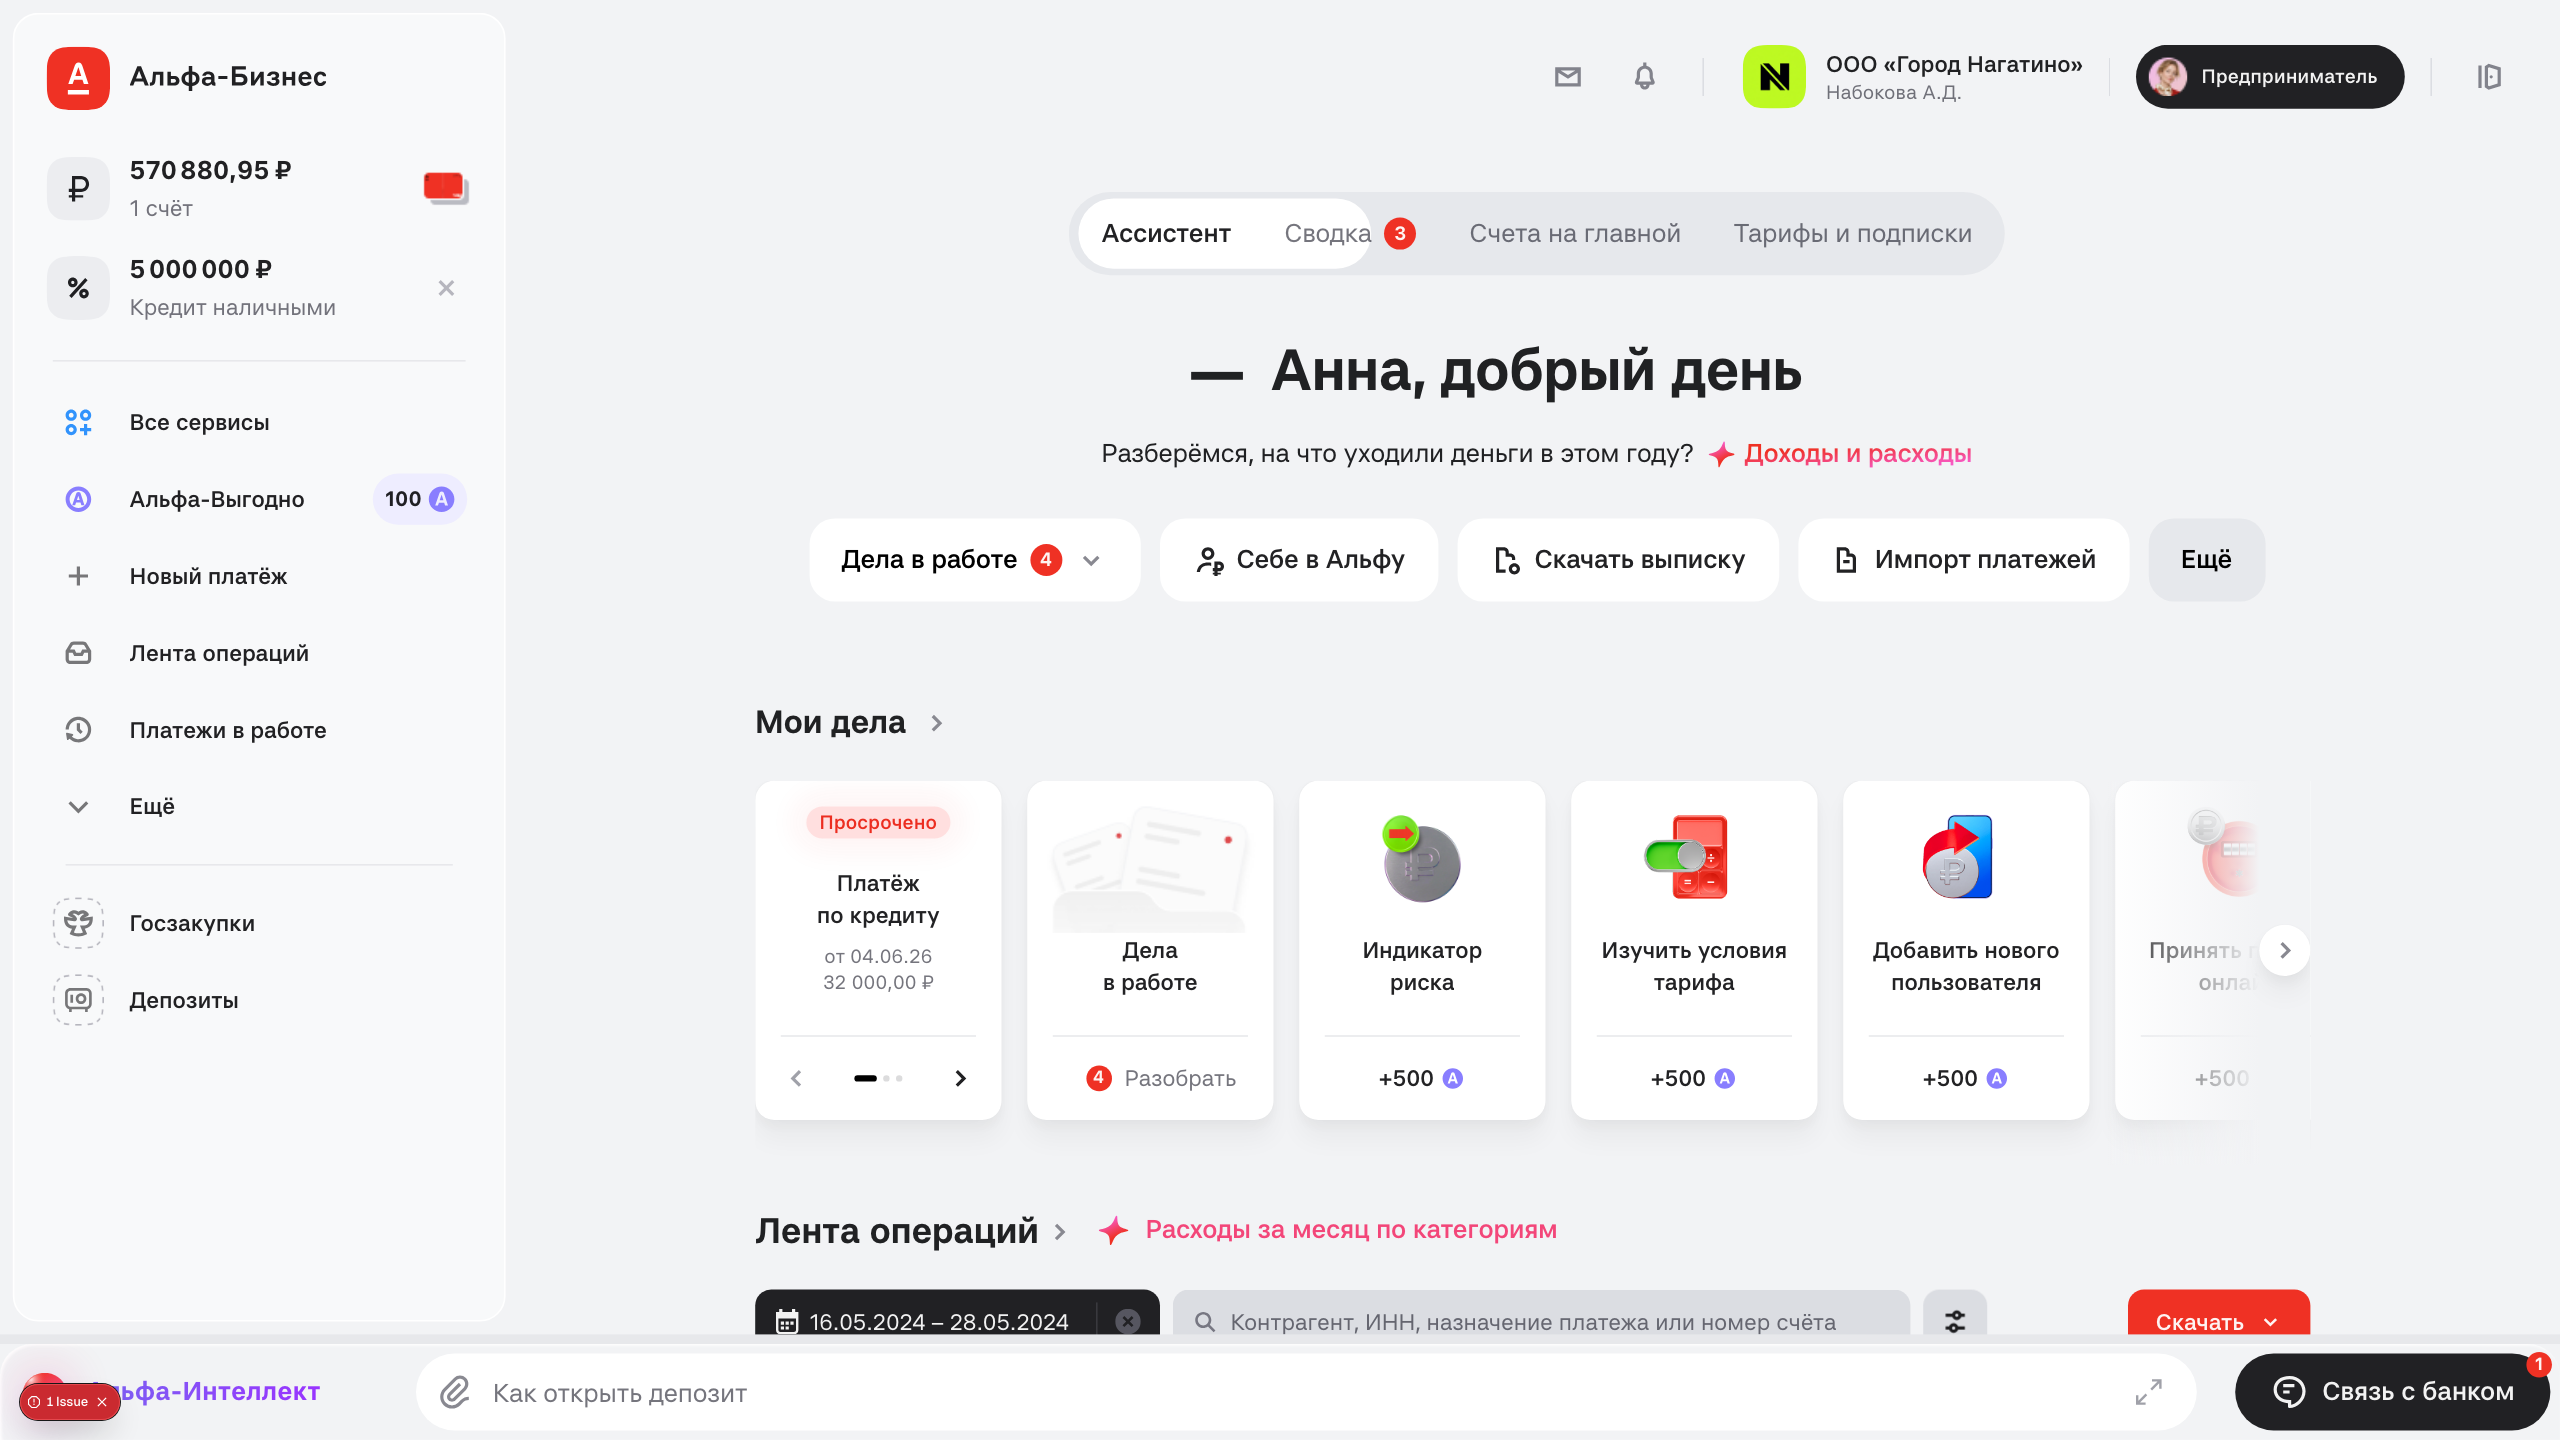 Альфа-Бизнес
570 880,95 ₽
1 счёт
5 000 000 ₽
Кредит наличными
Все сервисы
Альфа-Выгодно
100 A
Новый платёж
Лента операций
Платежи в работе
Ещё
Госзакупки
Депозиты
ООО «Город Нагатино»
Набокова А.Д.
Предприниматель
Ассистент
Сводка 3
Счета на главной
Тарифы и подписки
— Анна, добрый день
Разберёмся, на что уходили деньги в этом году? Доходы и расходы
Дела в работе 4
Себе в Альфу
Скачать выписку
Импорт платежей
Ещё
Мои дела
Просрочено
Платёж
по кредиту
от 04.06.26
32 000,00 ₽
Дела
в работе
4 Разобрать
Индикатор
риска
+500 A
Изучить условия
тарифа
+500 A
Добавить нового
пользователя
+500 A
Принять
+500
Лента операций
Расходы за месяц по категориям
16.05.2024 – 28.05.2024
Контрагент, ИНН, назначение платежа или номер счёта
Скачать
1 Issue
ьфа-Интеллект
Как открыть депозит
Связь с банком
1